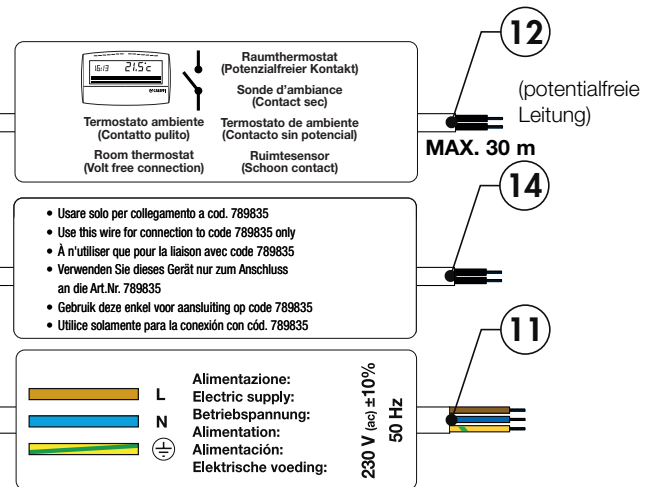 12
16:13 21.5°c
Raumthermostat
(Potenzialfreier Kontakt)
Sonde d'ambiance
(Contact sec)
Termostato ambiente
(Contatto pulito)
Termostato de ambiente
(Contacto sin potencial)
Room thermostat
(Volt free connection)
Ruimtesensor
(Schoon contact)
(potentialfreie
Leitung)
MAX. 30 m
14
• Usare solo per collegamento a cod. 789835
• Use this wire for connection to code 789835 only
• À n'utiliser que pour la liaison avec code 789835
• Verwenden Sie dieses Gerät nur zum Anschluss
an die Art.Nr. 789835
• Gebruik deze enkel voor aansluiting op code 789835
• Utilice solamente para la conexión con cód. 789835
11
L
N
Alimentazione:
Electric supply:
Betriebspannung:
Alimentation:
Alimentación:
Elektrische voeding:
230 V (ac) ±10%
50 Hz